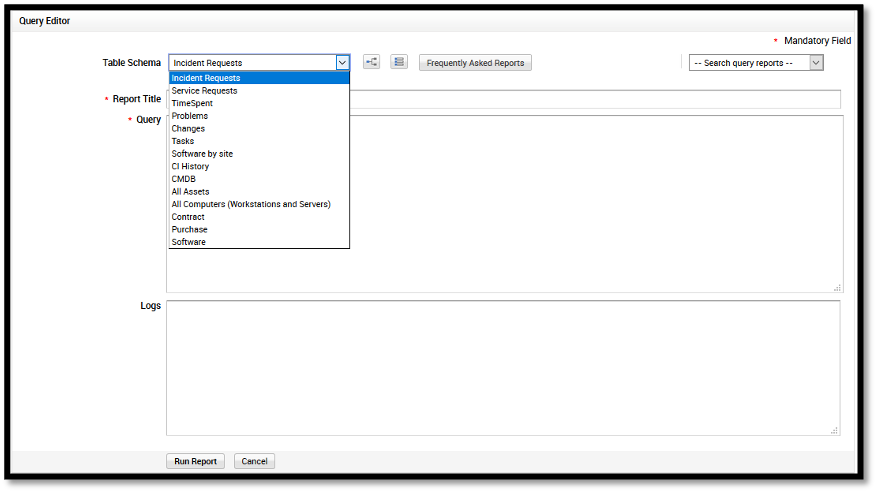 Query Editor
* Mandatory Field
Table Schema Incident Requests Frequently Asked Reports -- Search query reports --
Incident Requests
Service Requests
* Report Title
TimeSpent
Problems
* Query
Changes
Tasks
Software by site
CI History
CMDB
All Assets
All Computers (Workstations and Servers)
Contract
Purchase
Software
Logs
Run Report Cancel